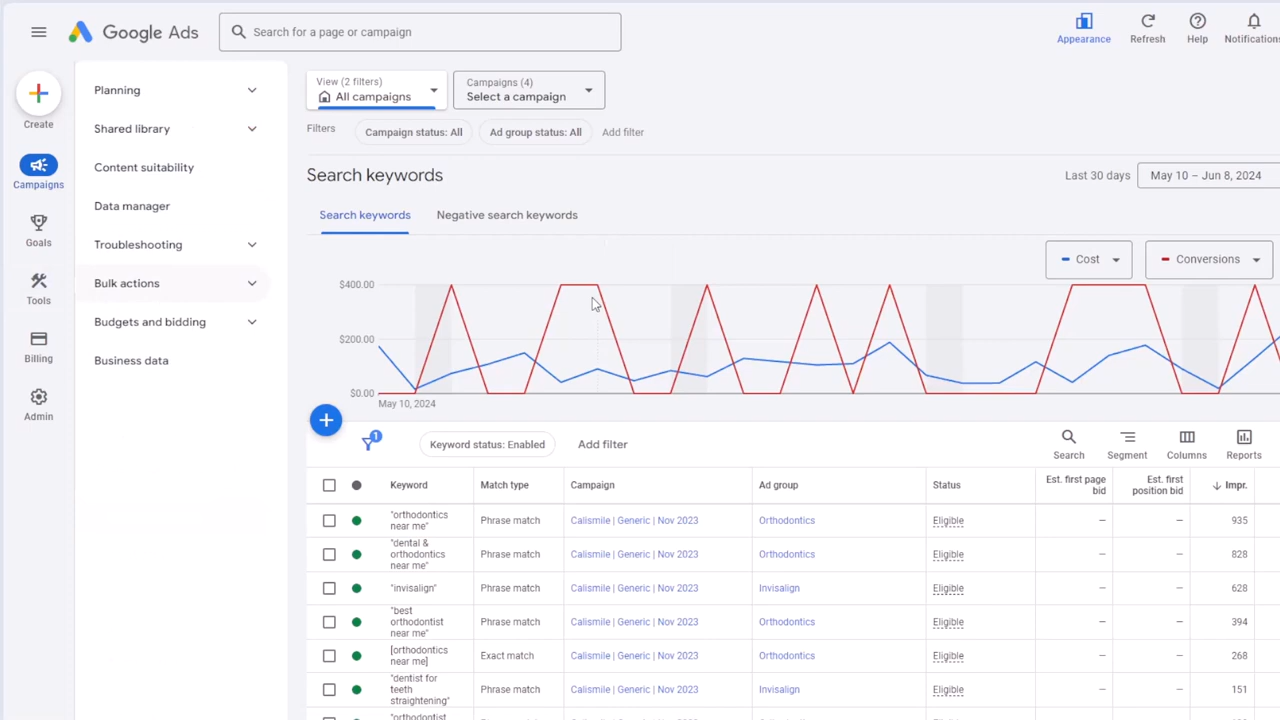 Google Ads
Search for a page or campaign
Appearance
Refresh
Help
Notifications
Create
Campaigns
Goals
Tools
Billing
Admin
Planning
Shared library
Content suitability
Data manager
Troubleshooting
Bulk actions
Budgets and bidding
Business data
View (2 filters)
All campaigns
Campaigns (4)
Select a campaign
Filters
Campaign status: All
Ad group status: All
Add filter
Search keywords
Last 30 days
May 10 – Jun 8, 2024
Search keywords
Negative search keywords
Cost
Conversions
$400.00
$200.00
$0.00
May 10, 2024
1
Keyword status: Enabled
Add filter
Search
Segment
Columns
Reports
Keyword
Match type
Campaign
Ad group
Status
Est. first page
bid
Est. first
position bid
Impr.
"orthodontics
near me"
Phrase match
Calismile | Generic | Nov 2023
Orthodontics
Eligible
–
–
935
"dental &
orthodontics
near me"
Phrase match
Calismile | Generic | Nov 2023
Orthodontics
Eligible
–
–
828
"invisalign"
Phrase match
Calismile | Generic | Nov 2023
Invisalign
Eligible
–
–
628
"best
orthodontist
near me"
Phrase match
Calismile | Generic | Nov 2023
Orthodontics
Eligible
–
–
394
[orthodontics
near me]
Exact match
Calismile | Generic | Nov 2023
Orthodontics
Eligible
–
–
268
"dentist for
teeth
straightening"
Phrase match
Calismile | Generic | Nov 2023
Invisalign
Eligible
–
–
151
"orthodontist